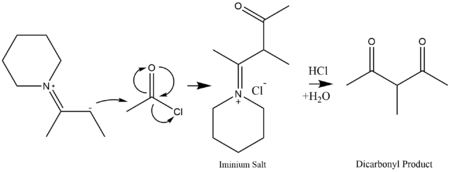 O
O
N+
-
Cl
Cl-
N
+
HCl
+H2O
O
O
Iminium Salt
Dicarbonyl Product